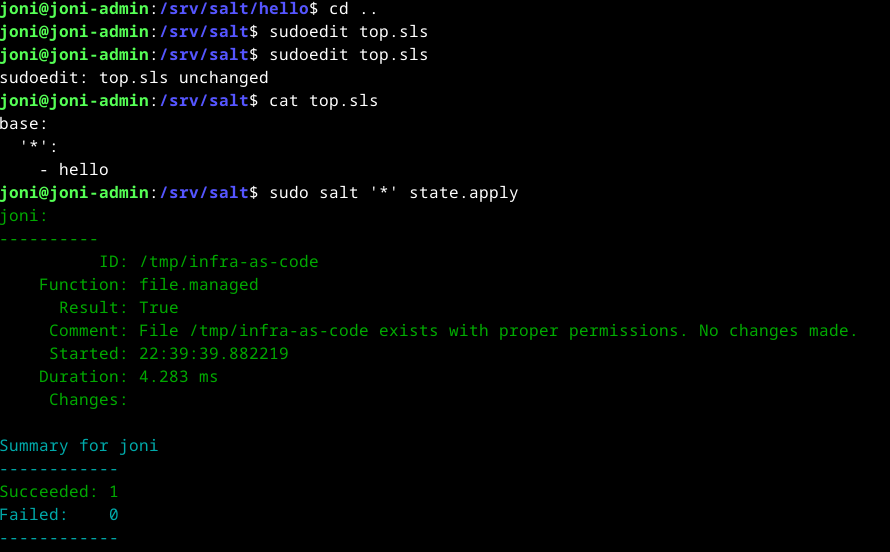 joni@joni-admin:/srv/salt/hello$ cd ..
joni@joni-admin:/srv/salt$ sudoedit top.sls
joni@joni-admin:/srv/salt$ sudoedit top.sls
sudoedit: top.sls unchanged
joni@joni-admin:/srv/salt$ cat top.sls
base:
  '*':
    - hello
joni@joni-admin:/srv/salt$ sudo salt '*' state.apply
joni:
----------
          ID: /tmp/infra-as-code
    Function: file.managed
      Result: True
     Comment: File /tmp/infra-as-code exists with proper permissions. No changes made.
     Started: 22:39:39.882219
    Duration: 4.283 ms
     Changes:

Summary for joni
------------
Succeeded: 1
Failed:    0
------------